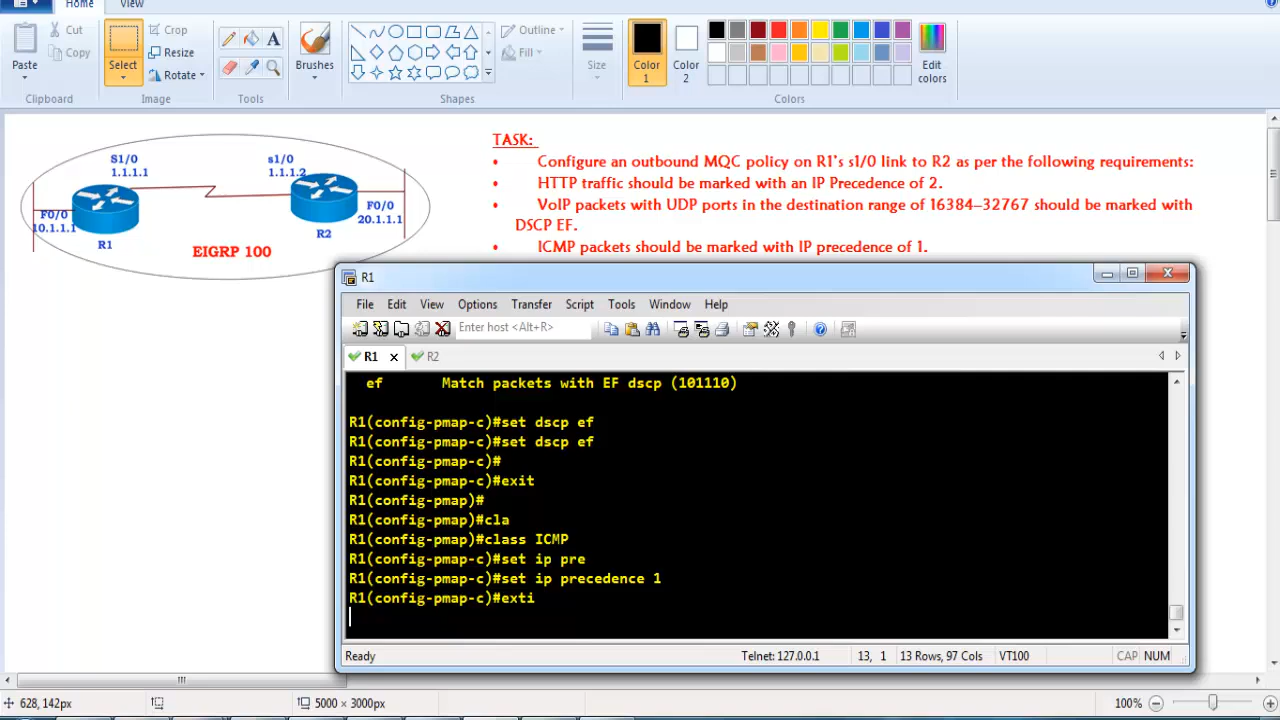 Home View
Cut
Copy
Paste
Clipboard
Select
Crop
Resize
Rotate
Image
Tools
Brushes
Shapes
Outline
Fill
Size
Color 1
Color 2
Edit colors
Colors
TASK:
• Configure an outbound MQC policy on R1's s1/0 link to R2 as per the following requirements:
• HTTP traffic should be marked with an IP Precedence of 2.
• VoIP packets with UDP ports in the destination range of 16384–32767 should be marked with
DSCP EF.
• ICMP packets should be marked with IP precedence of 1.
S1/0
1.1.1.1
s1/0
1.1.1.2
F0/0
10.1.1.1
F0/0
20.1.1.1
R1
R2
EIGRP 100
R1
File Edit View Options Transfer Script Tools Window Help
Enter host <Alt+R>
R1 R2
ef Match packets with EF dscp (101110)
R1(config-pmap-c)#set dscp ef
R1(config-pmap-c)#set dscp ef
R1(config-pmap-c)#
R1(config-pmap-c)#exit
R1(config-pmap)#
R1(config-pmap)#cla
R1(config-pmap)#class ICMP
R1(config-pmap-c)#set ip pre
R1(config-pmap-c)#set ip precedence 1
R1(config-pmap-c)#exti
Ready Telnet: 127.0.0.1 13, 1 13 Rows, 97 Cols VT100 CAP NUM
628, 142px 5000 × 3000px 100%